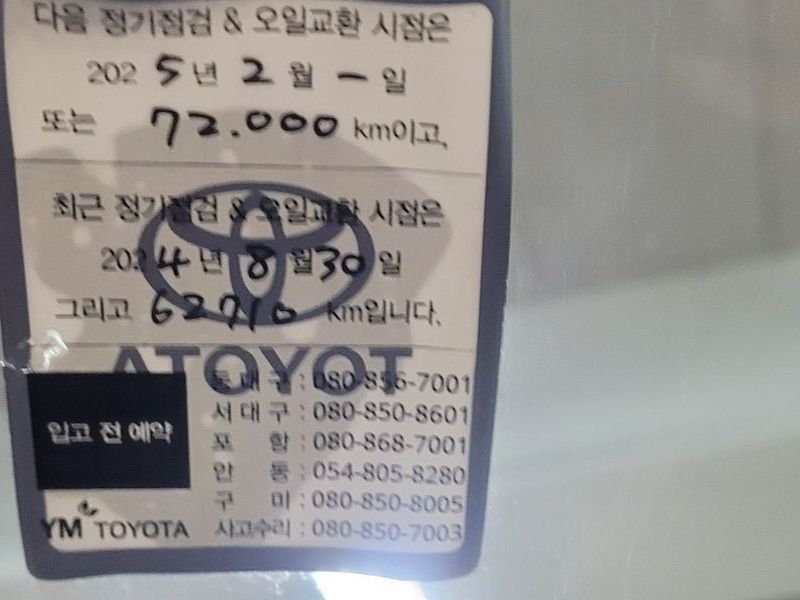 다음 정기점검 & 오일교환 시점은
2025년 2월 - 일
또는 72.000 km이고,
최근 정기점검 & 오일교환 시점은
2024년 8월 30일
그리고 62710 km입니다.
ATOYOT
동대구 : 080-856-7001
서대구 : 080-850-8601
포 항 : 080-868-7001
안 동 : 054-805-8280
구 미 : 080-850-8005
사고수리 : 080-850-7003
입고 전 예약
YM TOYOTA